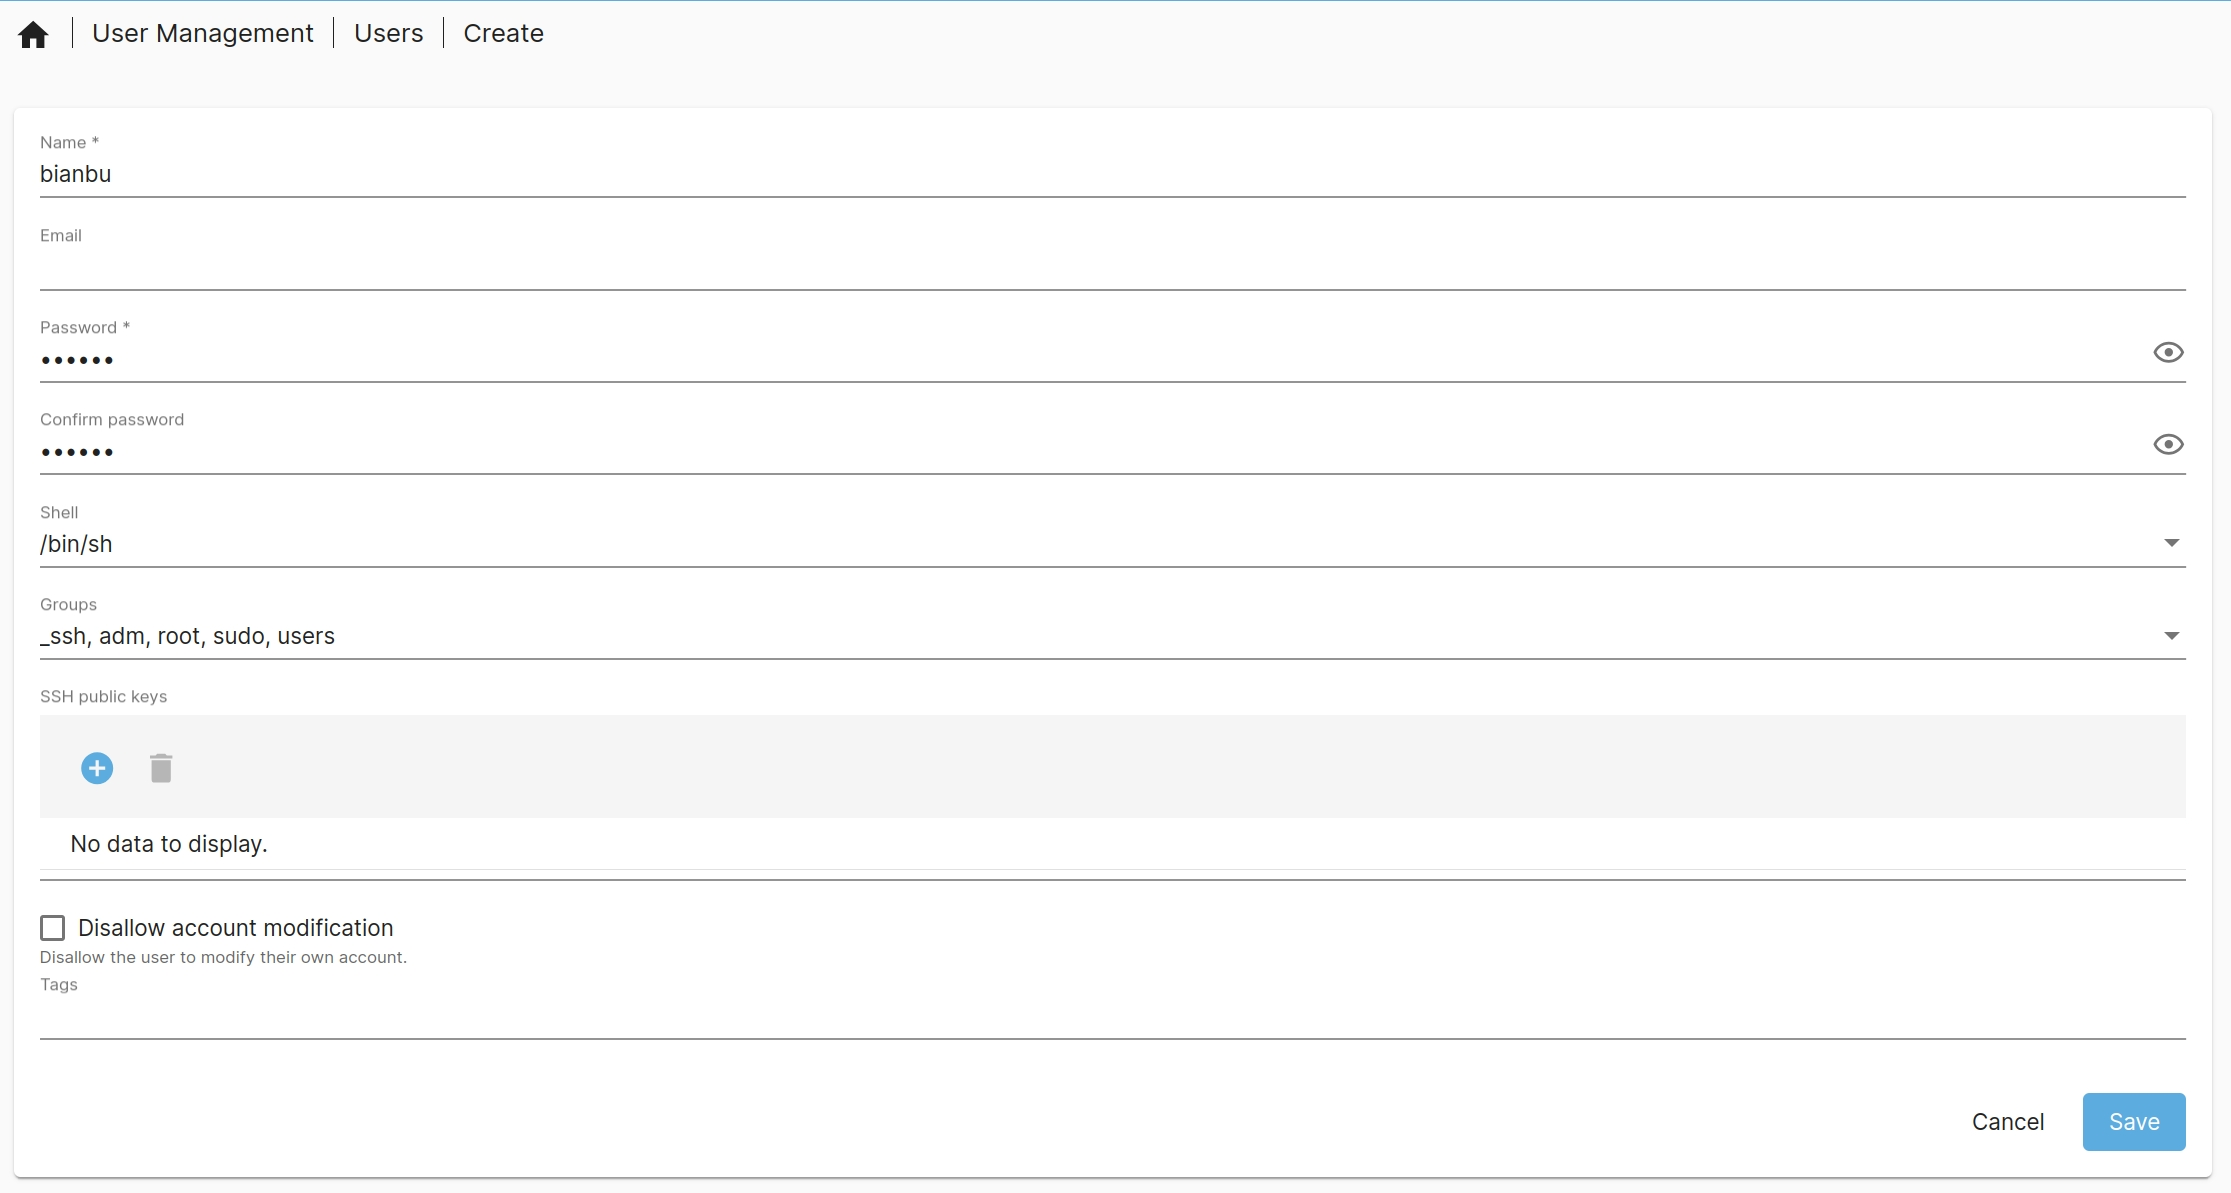 User Management | Users | Create
Name *
bianbu
Email
Password *
••••••
Confirm password
••••••
Shell
/bin/sh
Groups
_ssh, adm, root, sudo, users
SSH public keys
No data to display.
Disallow account modification
Disallow the user to modify their own account.
Tags
Cancel Save